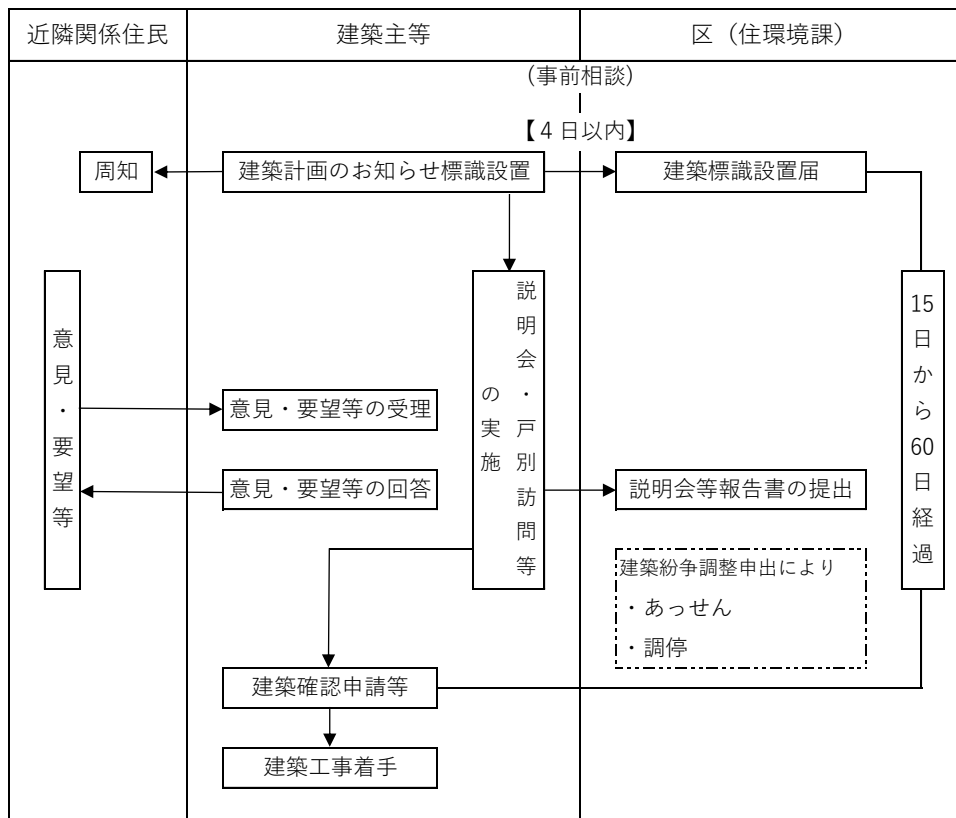 近隣関係住民
建築主等
区（住環境課）
（事前相談）
【４日以内】
周知
建築計画のお知らせ標識設置
建築標識設置届
意見・要望等
説明会・戸別訪問等
の実施
15日から60日経過
意見・要望等の受理
意見・要望等の回答
説明会等報告書の提出
建築紛争調整申出により
・あっせん
・調停
建築確認申請等
建築工事着手